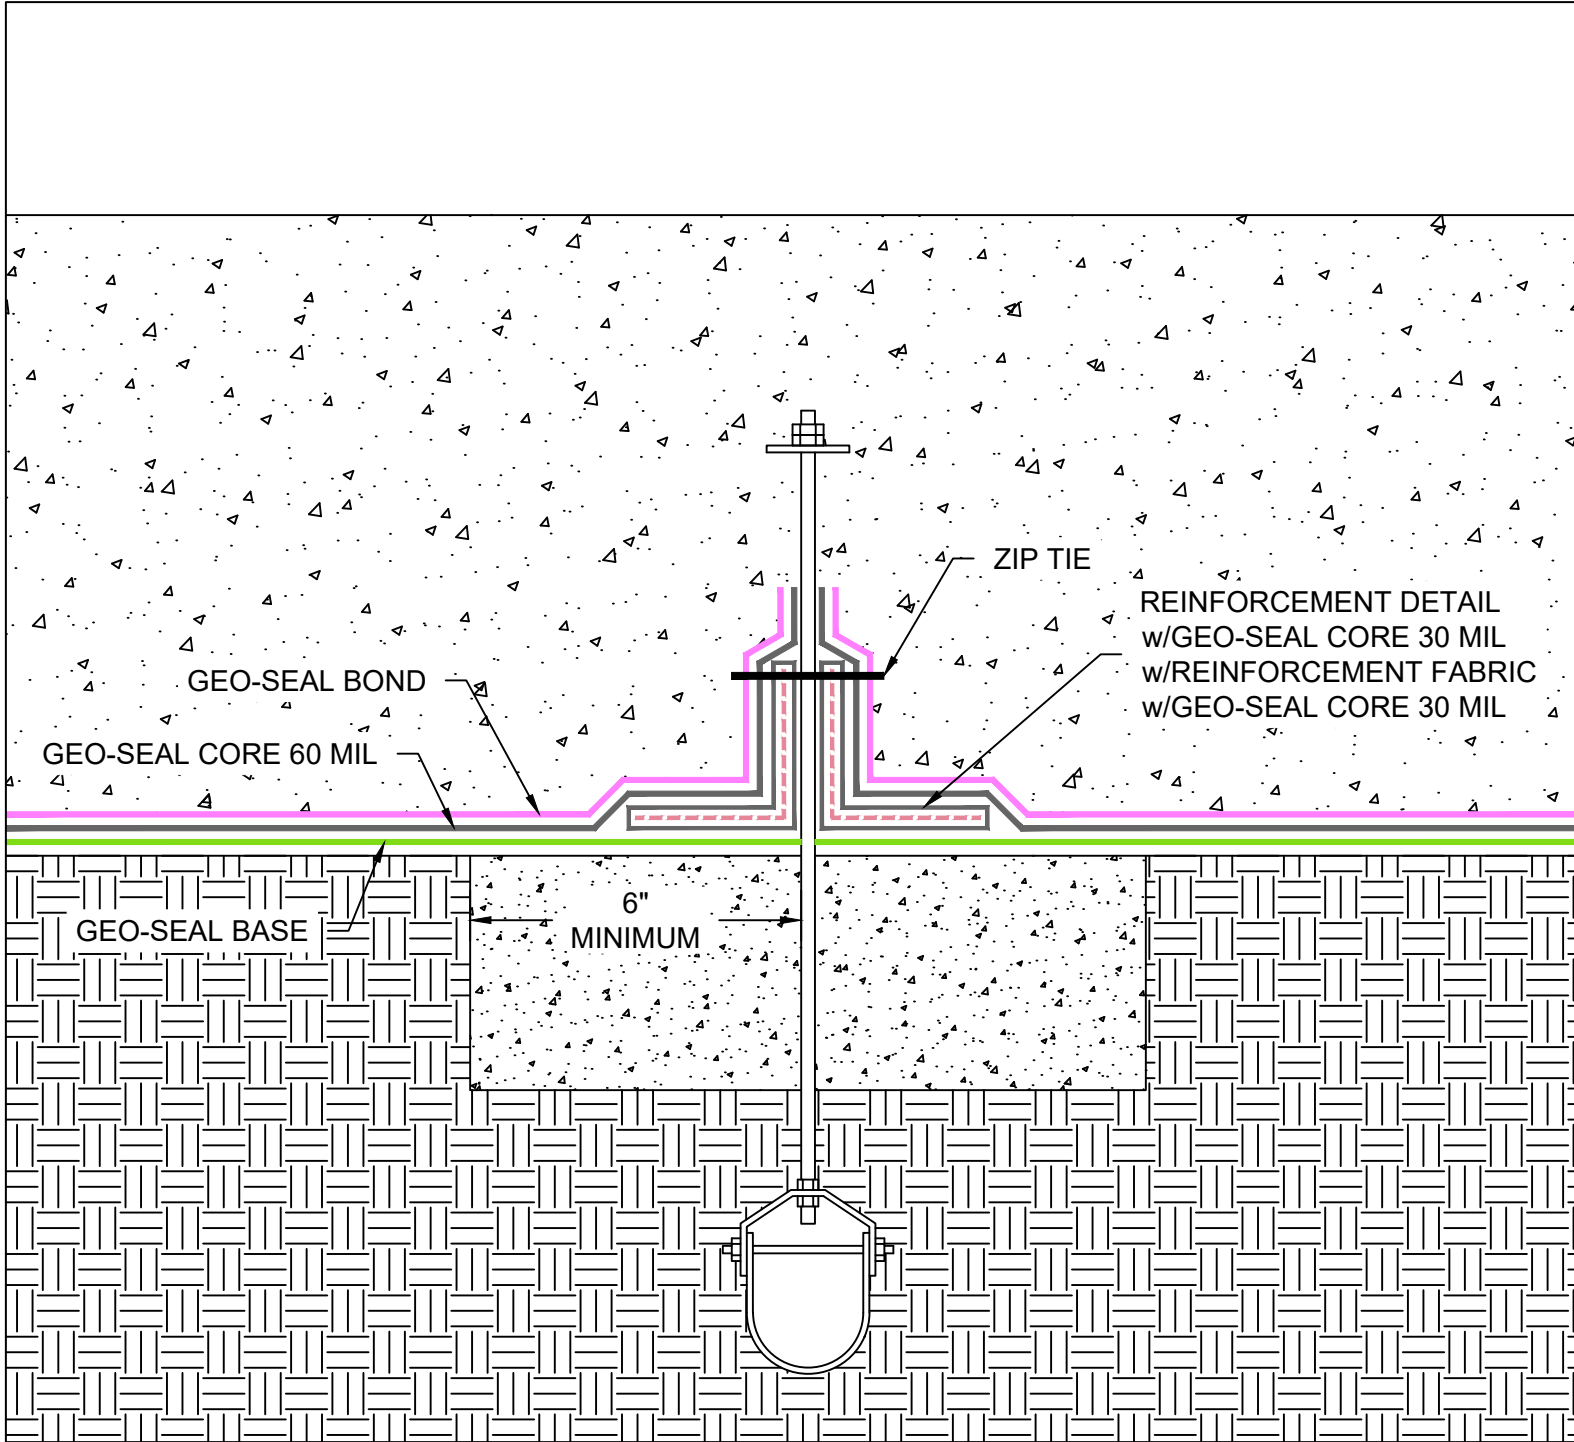 ZIP TIE
REINFORCEMENT DETAIL
w/GEO-SEAL CORE 30 MIL
w/REINFORCEMENT FABRIC
w/GEO-SEAL CORE 30 MIL
GEO-SEAL BOND
GEO-SEAL CORE 60 MIL
GEO-SEAL BASE
6"
MINIMUM